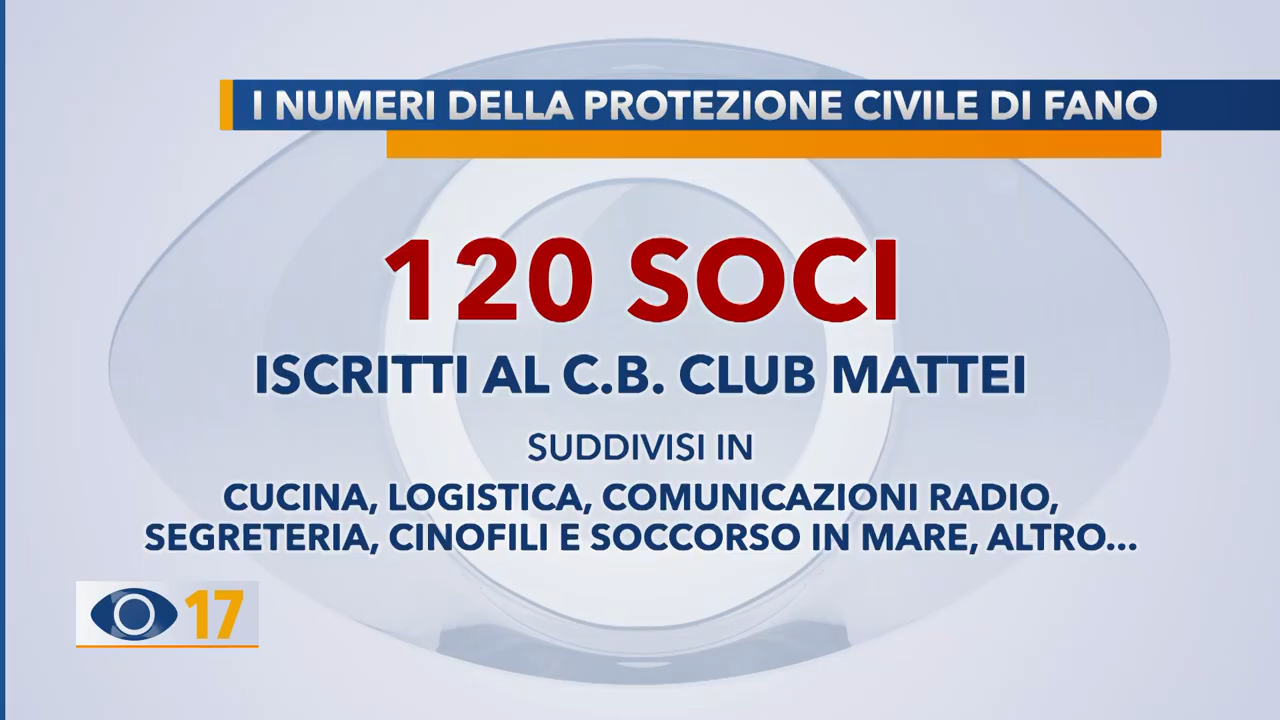 I NUMERI DELLA PROTEZIONE CIVILE DI FANO
120 SOCI
ISCRITTI AL C.B. CLUB MATTEI
SUDDIVISI IN
CUCINA, LOGISTICA, COMUNICAZIONI RADIO,
SEGRETERIA, CINOFILI E SOCCORSO IN MARE, ALTRO...
17